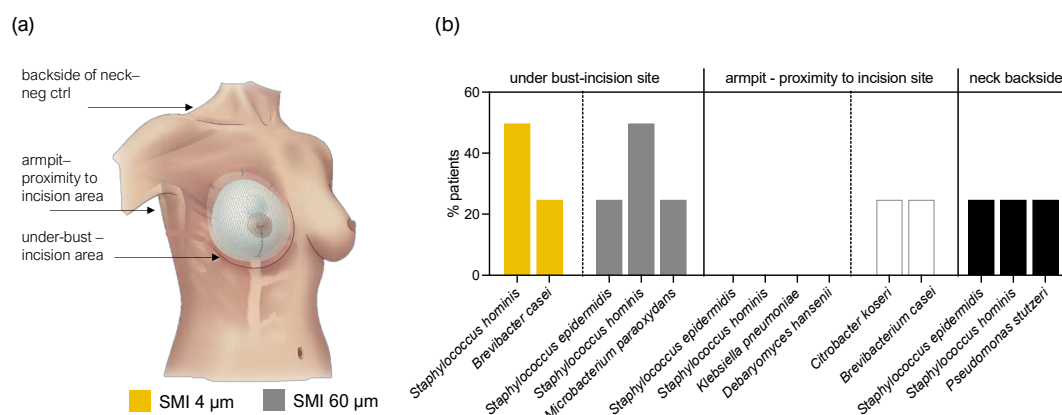 (a)
backside of neck–
neg ctrl
armpit–
proximity to
incision area
under-bust –
incision area
SMI 4 µm
SMI 60 µm
(b)
under bust-incision site
armpit - proximity to incision site
neck backside
% patients
60
40
20
0
Staphylococcus hominis
Brevibacter casei
Staphylococcus epidermidis
Staphylococcus hominis
Microbacterium paraoxydans
Staphylococcus epidermidis
Staphylococcus hominis
Klebsiella pneumoniae
Debaryomyces hansenii
Citrobacter koseri
Brevibacterium casei
Staphylococcus epidermidis
Staphylococcus hominis
Pseudomonas stutzeri